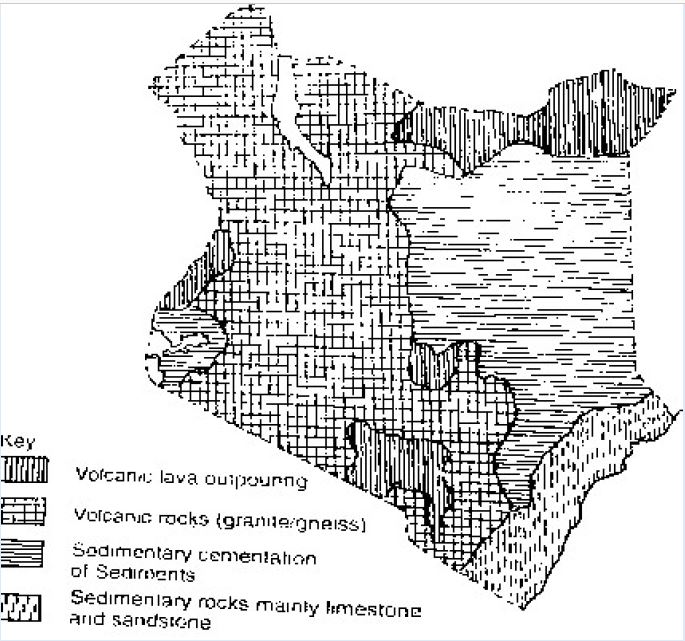 Key
Volcanic lava outpouring
Volcanic rocks (granite/gneiss)
Sedimentary cementation
of Sediments
Sedimentary rocks mainly limestone
and sandstone